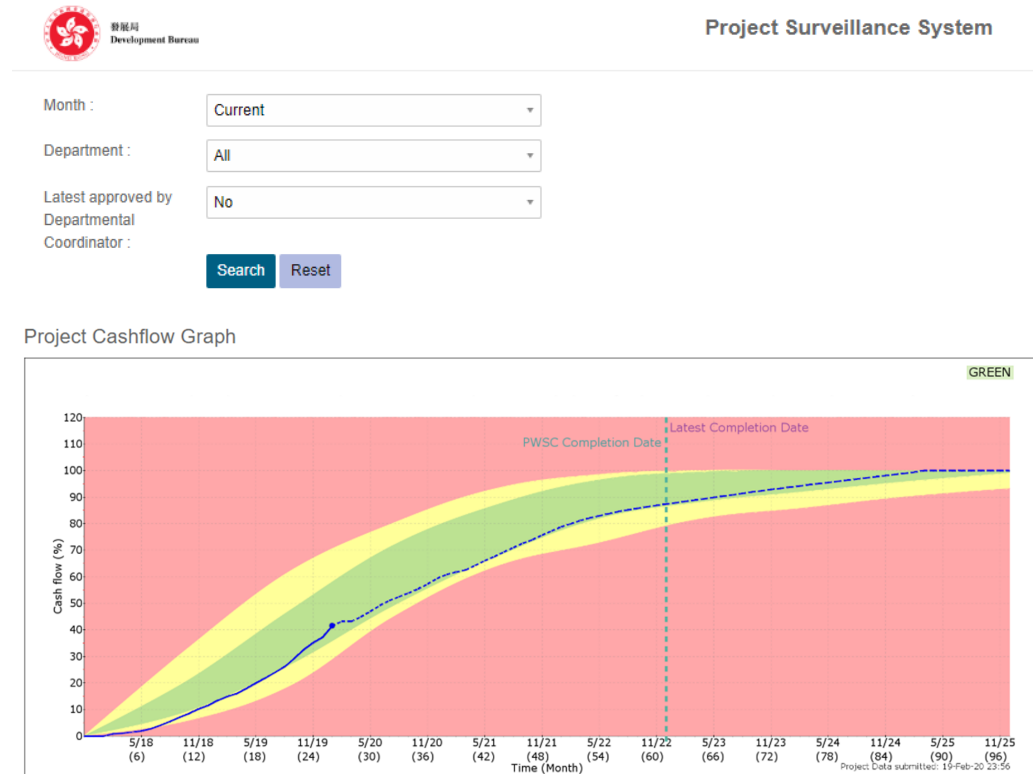 發展局
Development Bureau
Project Surveillance System
Month :
Current
Department :
All
Latest approved by
Departmental
Coordinator :
No
Search
Reset
Project Cashflow Graph
GREEN
PWSC Completion Date
Latest Completion Date
Cash flow (%)
120
110
100
90
80
70
60
50
40
30
20
10
0
5/18 11/18 5/19 11/19 5/20 11/20 5/21 11/21 5/22 11/22 5/23 11/23 5/24 11/24 5/25 11/25
(6) (12) (18) (24) (30) (36) (42) (48) (54) (60) (66) (72) (78) (84) (90) (96)
Time (Month)
Project Data submitted: 19-Feb-20 23:56